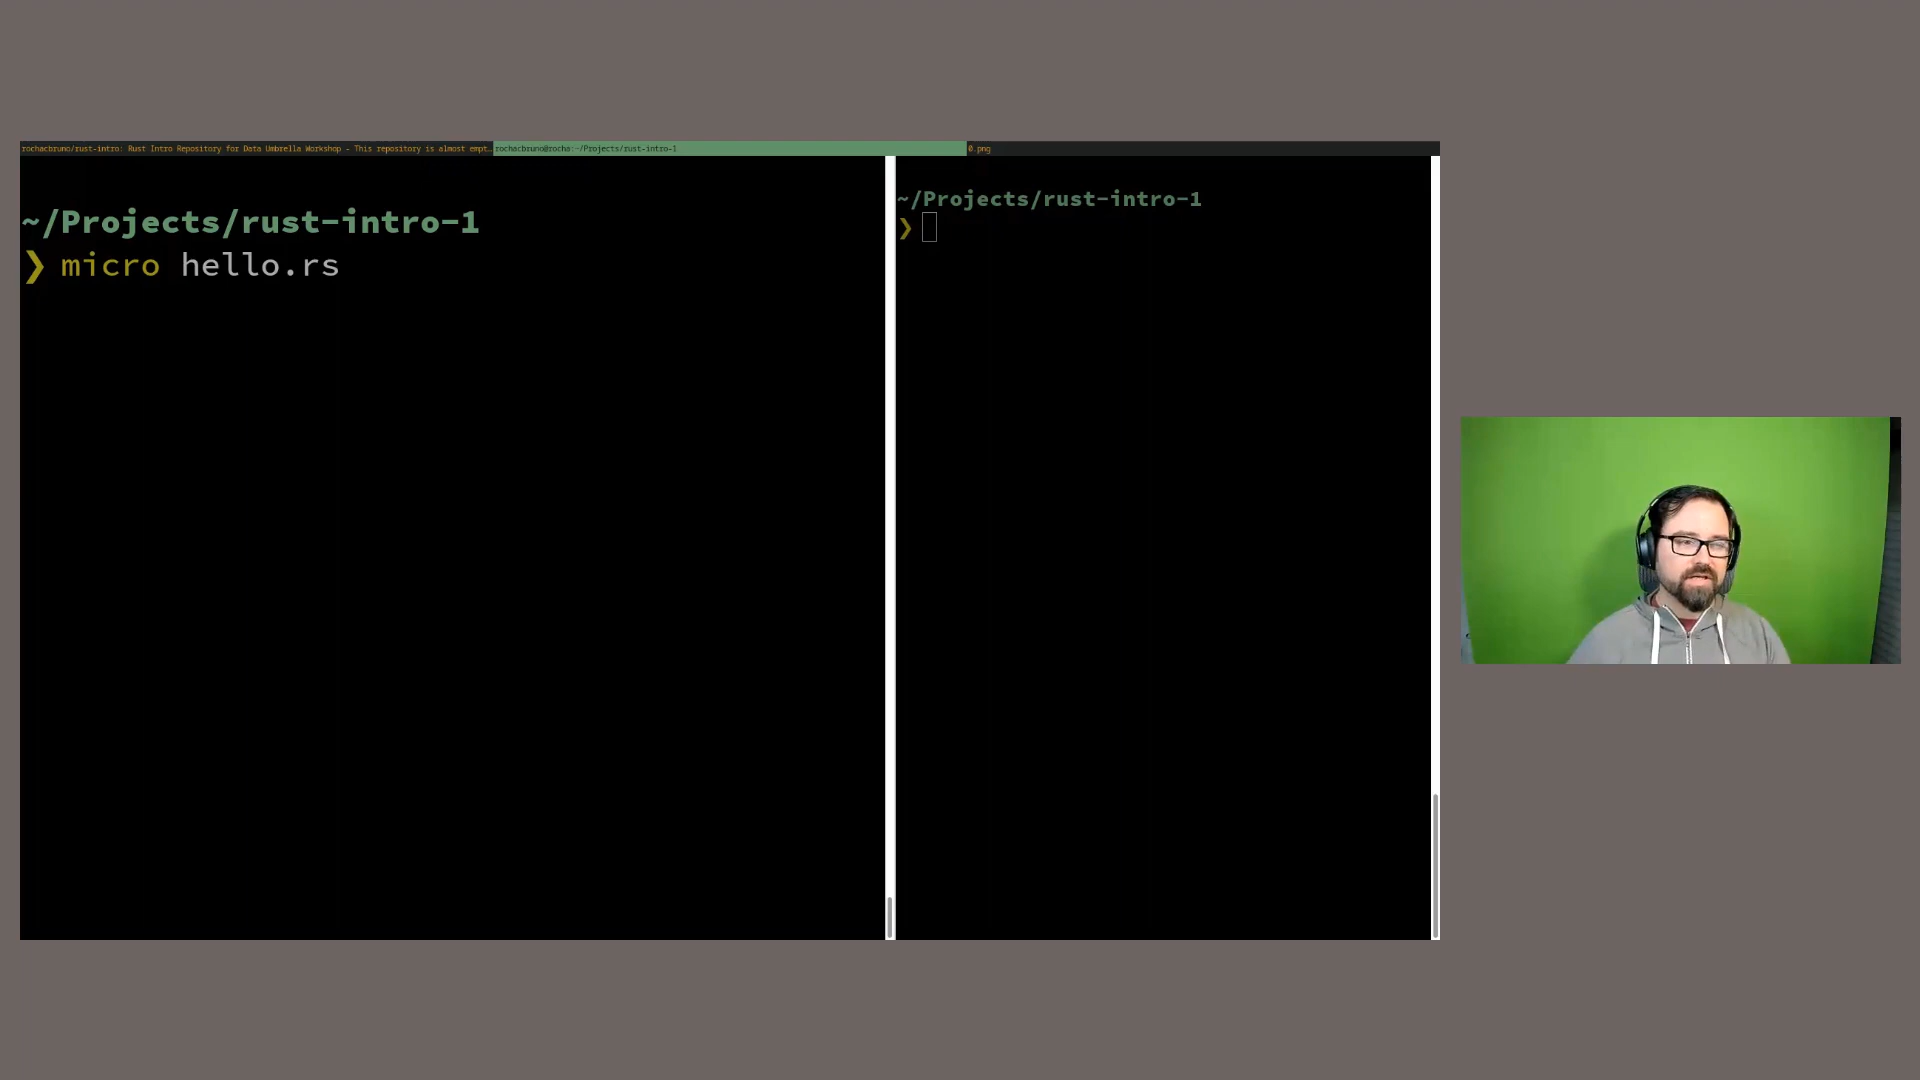 rochacbruno/rust-intro: Rust Intro Repository for Data Umbrella Workshop - This repository is almost empt…
rochacbruno@rocha:~/Projects/rust-intro-1
0.png
~/Projects/rust-intro-1
❯ micro hello.rs
~/Projects/rust-intro-1
❯